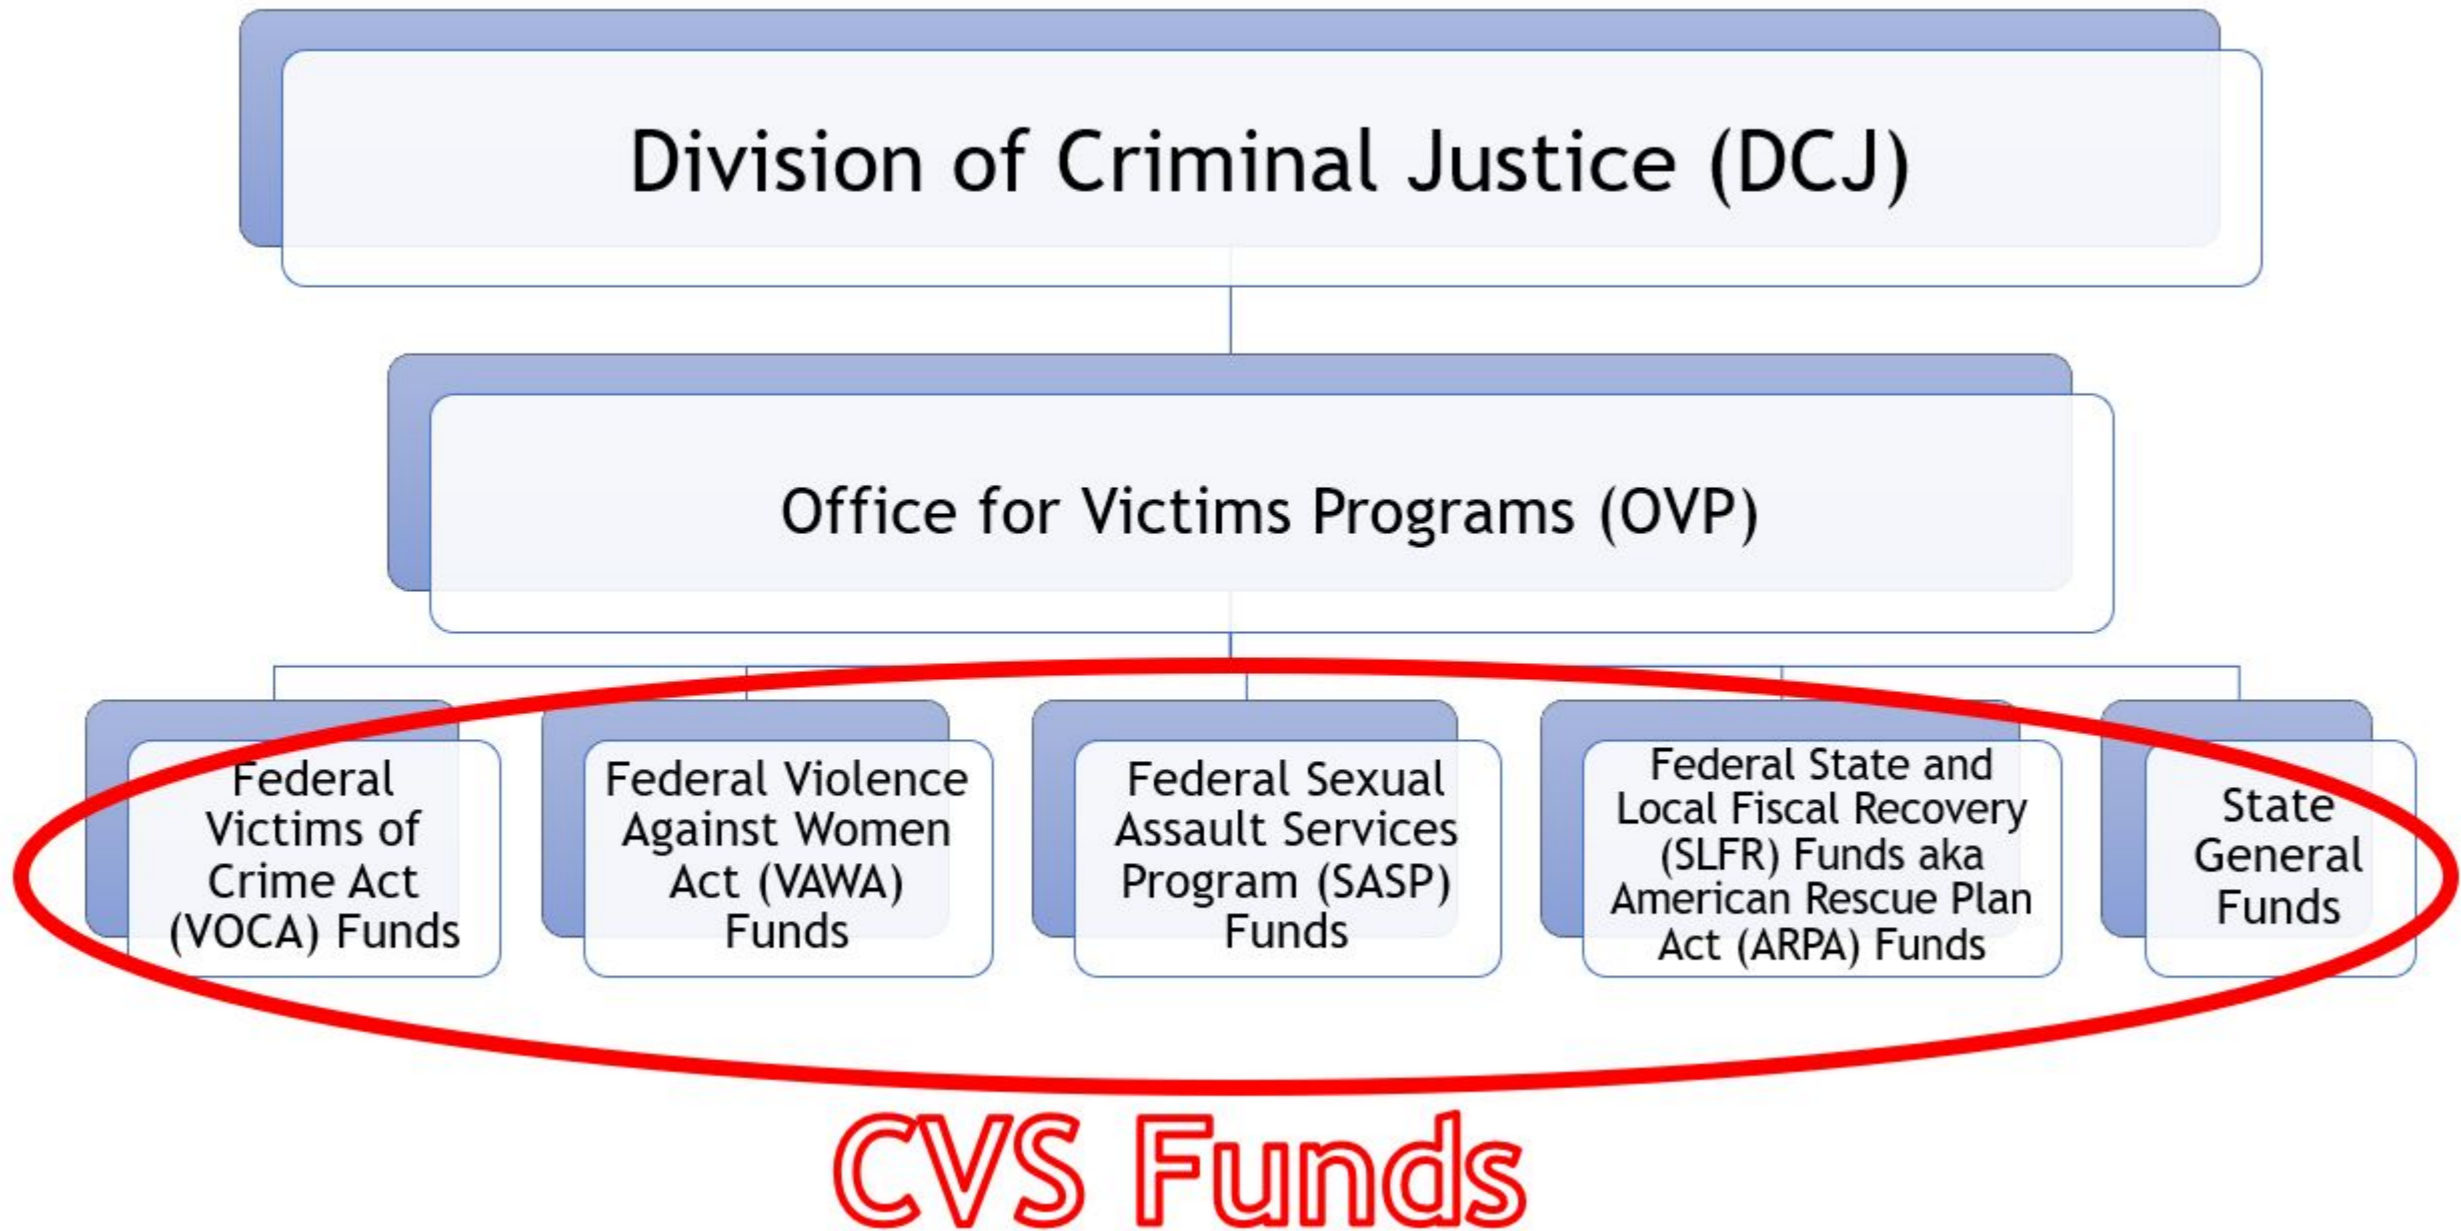 Division of Criminal Justice (DCJ)
Office for Victims Programs (OVP)
Federal
Victims of
Crime Act
(VOCA) Funds
Federal Violence
Against Women
Act (VAWA)
Funds
Federal Sexual
Assault Services
Program (SASP)
Funds
Federal State and
Local Fiscal Recovery
(SLFR) Funds aka
American Rescue Plan
Act (ARPA) Funds
State
General
Funds
CVS Funds